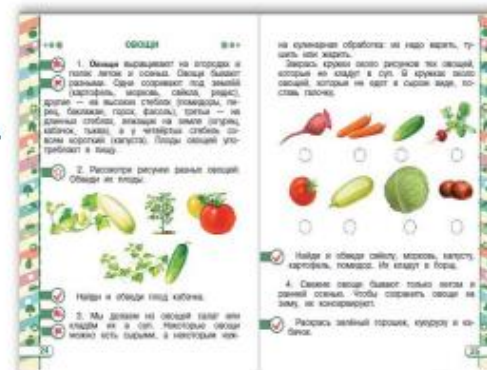 ОВОЩИ
1. Овощи выращивают на огородах и
полях летом и осенью. Овощи бывают
разными. Одни созревают под землёй
(картофель, морковь, свёкла, редис),
другие — на высоких стеблях (помидоры, пе-
рец, баклажан, горох, фасоль), третьи — на
длинных стеблях, лежащих на земле (огурец,
кабачок, тыква), а у четвёртых стебель со-
всем короткий (капуста). Плоды овощей упо-
требляют в пищу.
2. Рассмотри рисунки разных овощей.
Обведи их плоды.
Найди и обведи плод кабачка.
3. Мы делаем из овощей салат или
кладём их в суп. Некоторые овощи
можно есть сырыми, а некоторым нуж-
24
на кулинарная обработка: их надо варить, ту-
шить или жарить.
Закрась кружки около рисунков тех овощей,
которые не кладут в суп. В кружках около
овощей, которые не едят в сыром виде, по-
ставь галочку.
Найди и обведи свёклу, морковь, капусту,
картофель, помидор. Их кладут в борщ.
4. Свежие овощи бывают только летом и
ранней осенью. Чтобы сохранить овощи на
зиму, их консервируют.
Раскрась зелёный горошек, кукурузу и ка-
бачок.